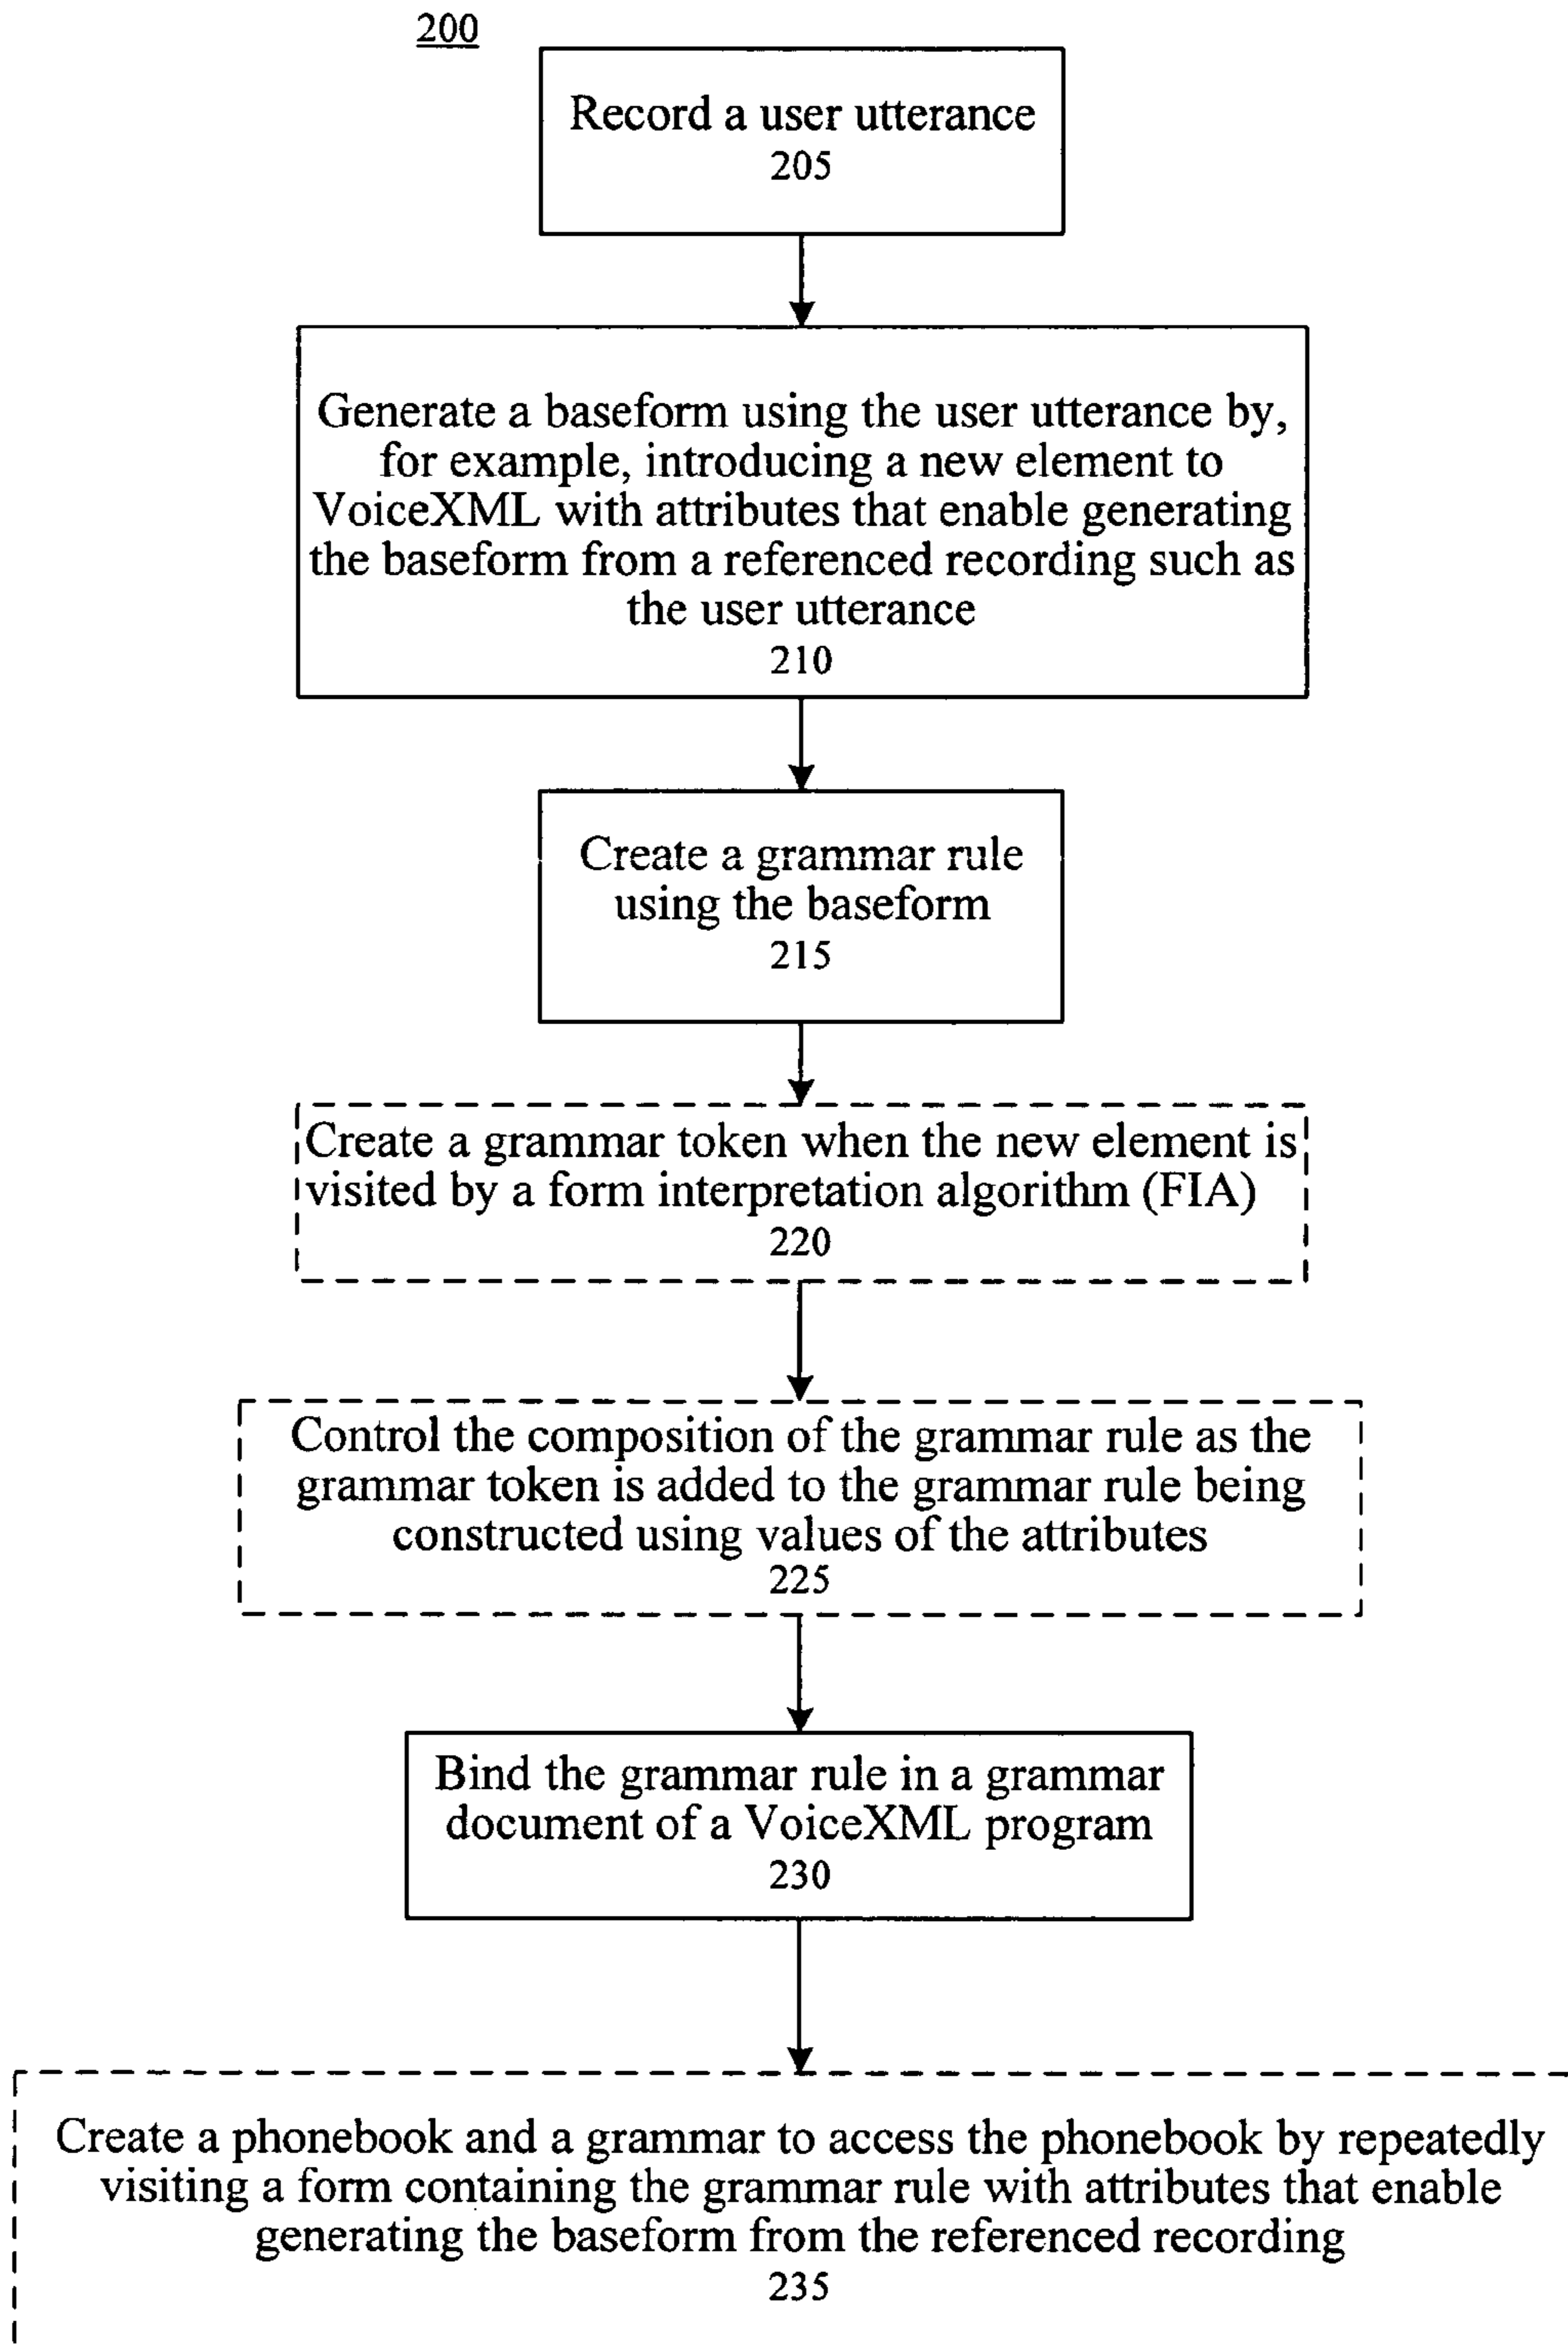 200
Record a user utterance
205
Generate a baseform using the user utterance by,
for example, introducing a new element to
VoiceXML with attributes that enable generating
the baseform from a referenced recording such as
the user utterance
210
Create a grammar rule
using the baseform
215
Create a grammar token when the new element is
visited by a form interpretation algorithm (FIA)
220
Control the composition of the grammar rule as the
grammar token is added to the grammar rule being
constructed using values of the attributes
225
Bind the grammar rule in a grammar
document of a VoiceXML program
230
Create a phonebook and a grammar to access the phonebook by repeatedly
visiting a form containing the grammar rule with attributes that enable
generating the baseform from the referenced recording
235